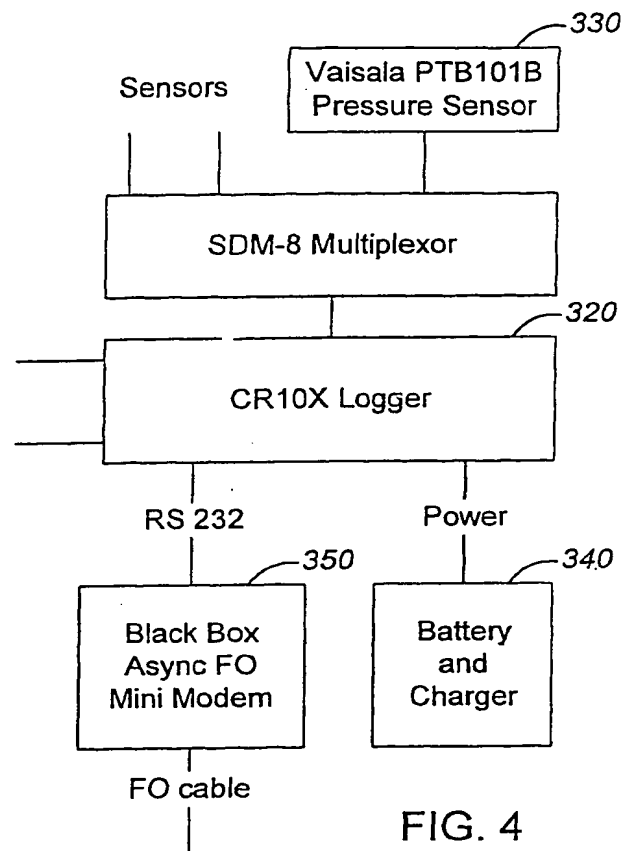 330
Sensors
Vaisala PTB101B
Pressure Sensor
SDM-8 Multiplexor
320
CR10X Logger
RS 232
Power
350
340
Black Box
Async FO
Mini Modem
Battery
and
Charger
FO cable
FIG. 4